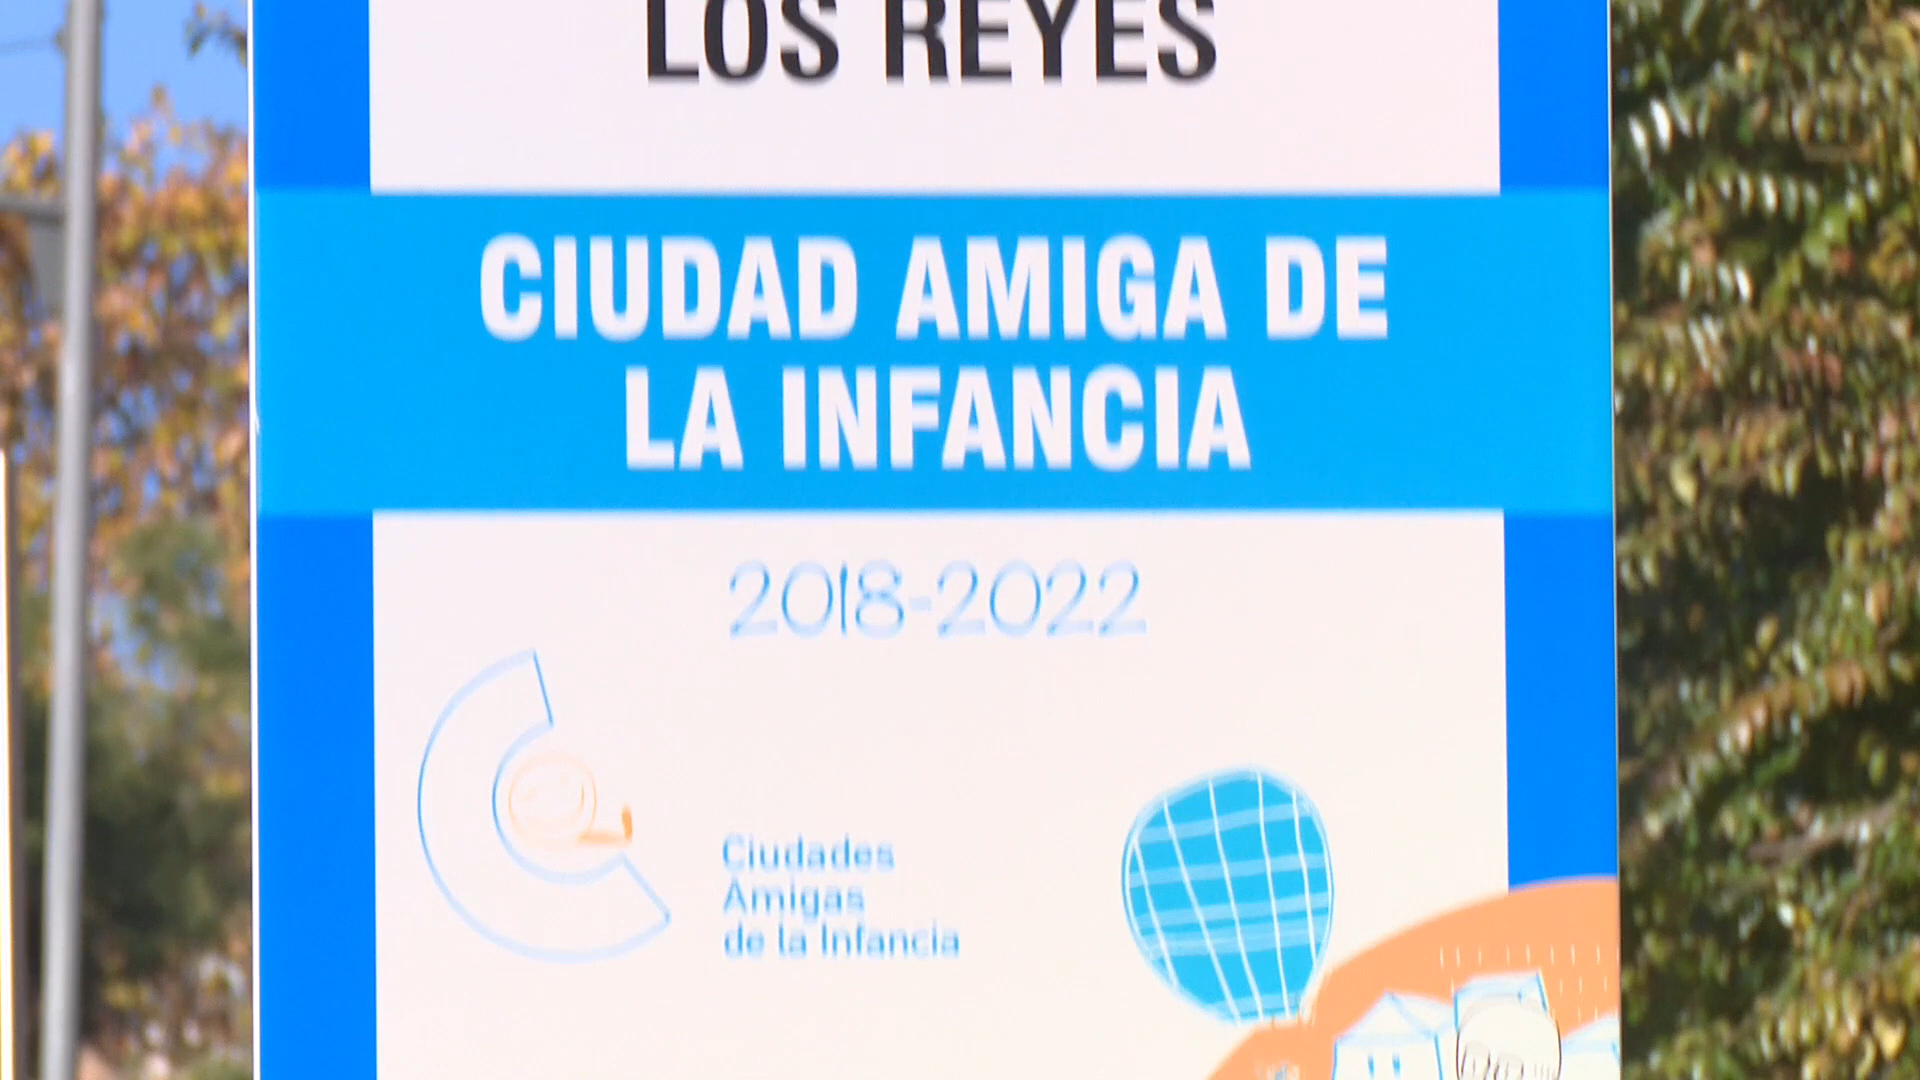 LOS REYES
CIUDAD AMIGA DE
LA INFANCIA
2018-2022
Ciudades
Amigas
de la Infancia